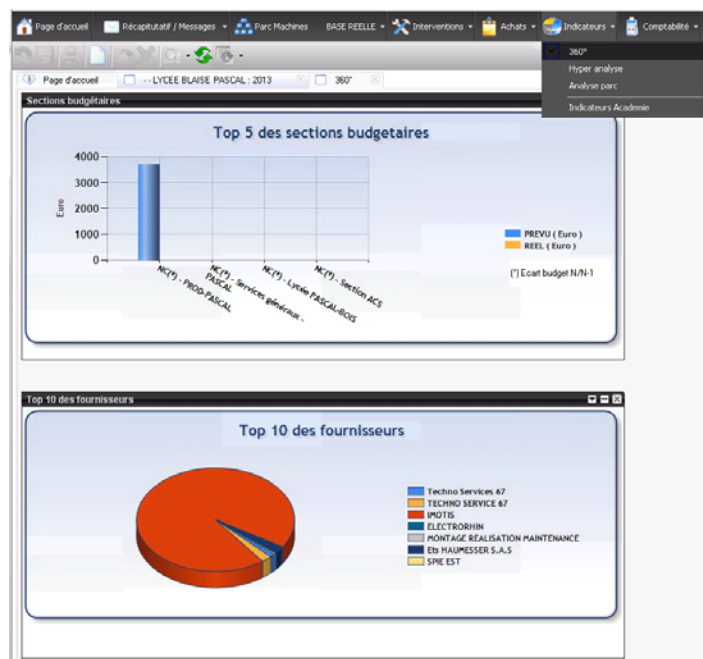 Page d'accueil Récapitutatif / Messages Parc Machines BASE REELLE Interventions Achats Indicateurs Comptabilité
360°
Hyper analyse
Analyse parc
Indicateurs Academie
Page d'accueil - - LYCEE BLAISE PASCAL : 2013 360°
Sections budgétaires
Top 5 des sections budgetaires
4000
3000
2000
1000
0
Euro
NC(*) - PROD-PASCAL
NC(*) - Services généraux - PASCAL
NC(*) - Lycée PASCAL-BOIS
NC(*) - Section ACS
PREVU ( Euro )
REEL ( Euro )
(*) Ecart budget N/N-1
Top 10 des fournisseurs
Top 10 des fournisseurs
Techno Services 67
TECHNO SERVICE 67
IMOTIS
ELECTRORHIN
MONTAGE REALISATION MAINTENANCE
Ets HAUMESSER S.A.S
SPIE EST